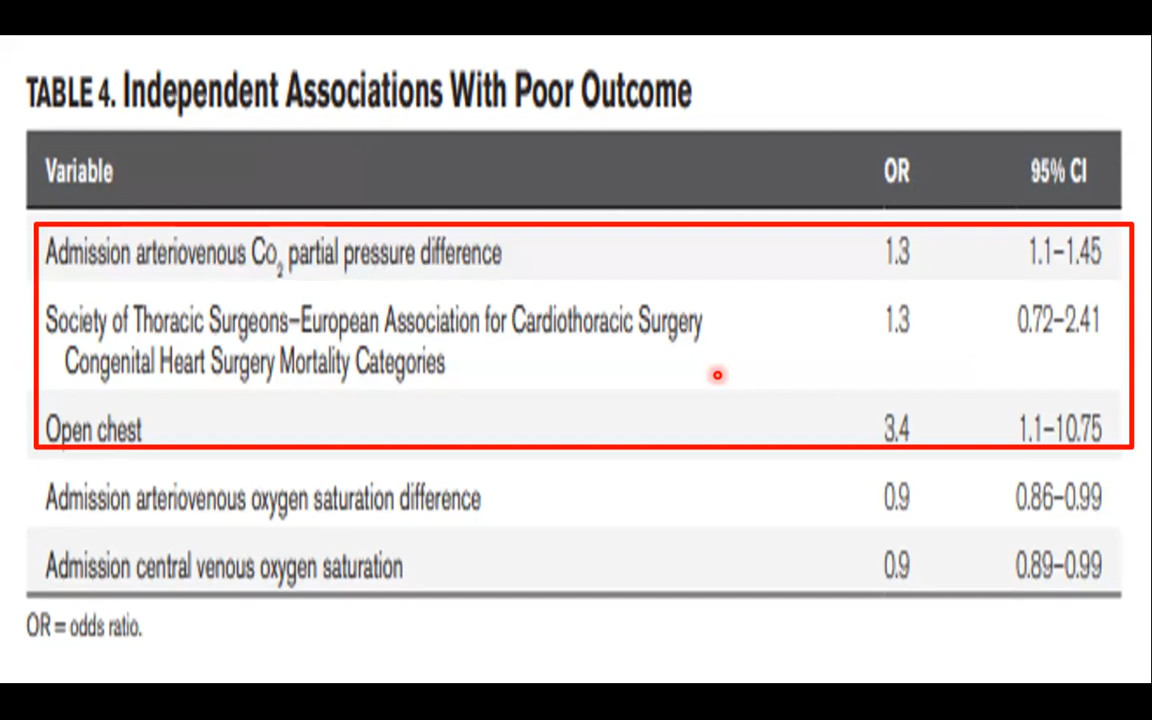 TABLE 4. Independent Associations With Poor Outcome
Variable OR 95% CI
Admission arteriovenous Co2 partial pressure difference 1.3 1.1–1.45
Society of Thoracic Surgeons–European Association for Cardiothoracic Surgery 1.3 0.72–2.41
Congenital Heart Surgery Mortality Categories
Open chest 3.4 1.1–10.75
Admission arteriovenous oxygen saturation difference 0.9 0.86–0.99
Admission central venous oxygen saturation 0.9 0.89–0.99
OR = odds ratio.